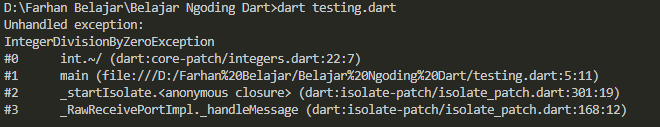 D:\Farhan Belajar\Belajar Ngoding Dart>dart testing.dart
Unhandled exception:
IntegerDivisionByZeroException
#0      int.~/ (dart:core-patch/integers.dart:22:7)
#1      main (file:///D:/Farhan%20Belajar/Belajar%20Ngoding%20Dart/testing.dart:5:11)
#2      _startIsolate.<anonymous closure> (dart:isolate-patch/isolate_patch.dart:301:19)
#3      _RawReceivePortImpl._handleMessage (dart:isolate-patch/isolate_patch.dart:168:12)